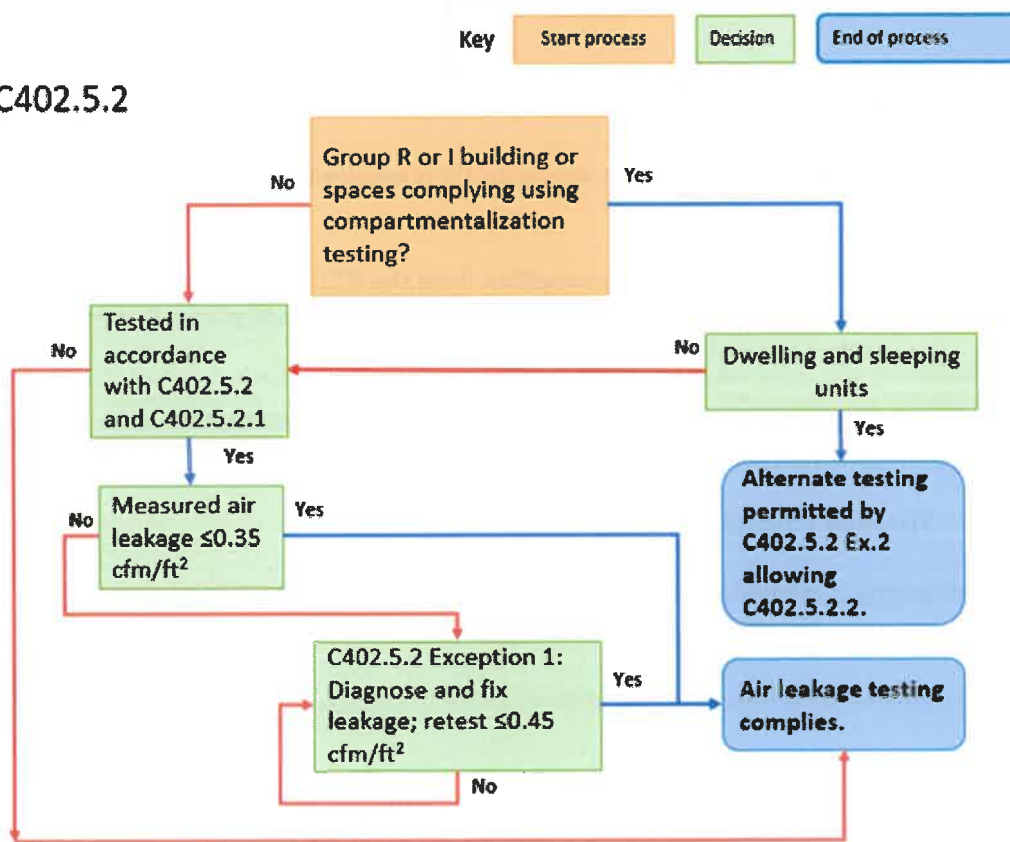 Key
Start process
Decision
End of process
C402.5.2
Group R or I building or
spaces complying using
compartmentalization
testing?
No
Yes
Tested in
accordance
with C402.5.2
and C402.5.2.1
No
Yes
Dwelling and sleeping
units
No
Yes
Measured air
leakage ≤0.35
cfm/ft²
No
Yes
Alternate testing
permitted by
C402.5.2 Ex.2
allowing
C402.5.2.2.
C402.5.2 Exception 1:
Diagnose and fix
leakage; retest ≤0.45
cfm/ft²
Yes
No
Air leakage testing
complies.